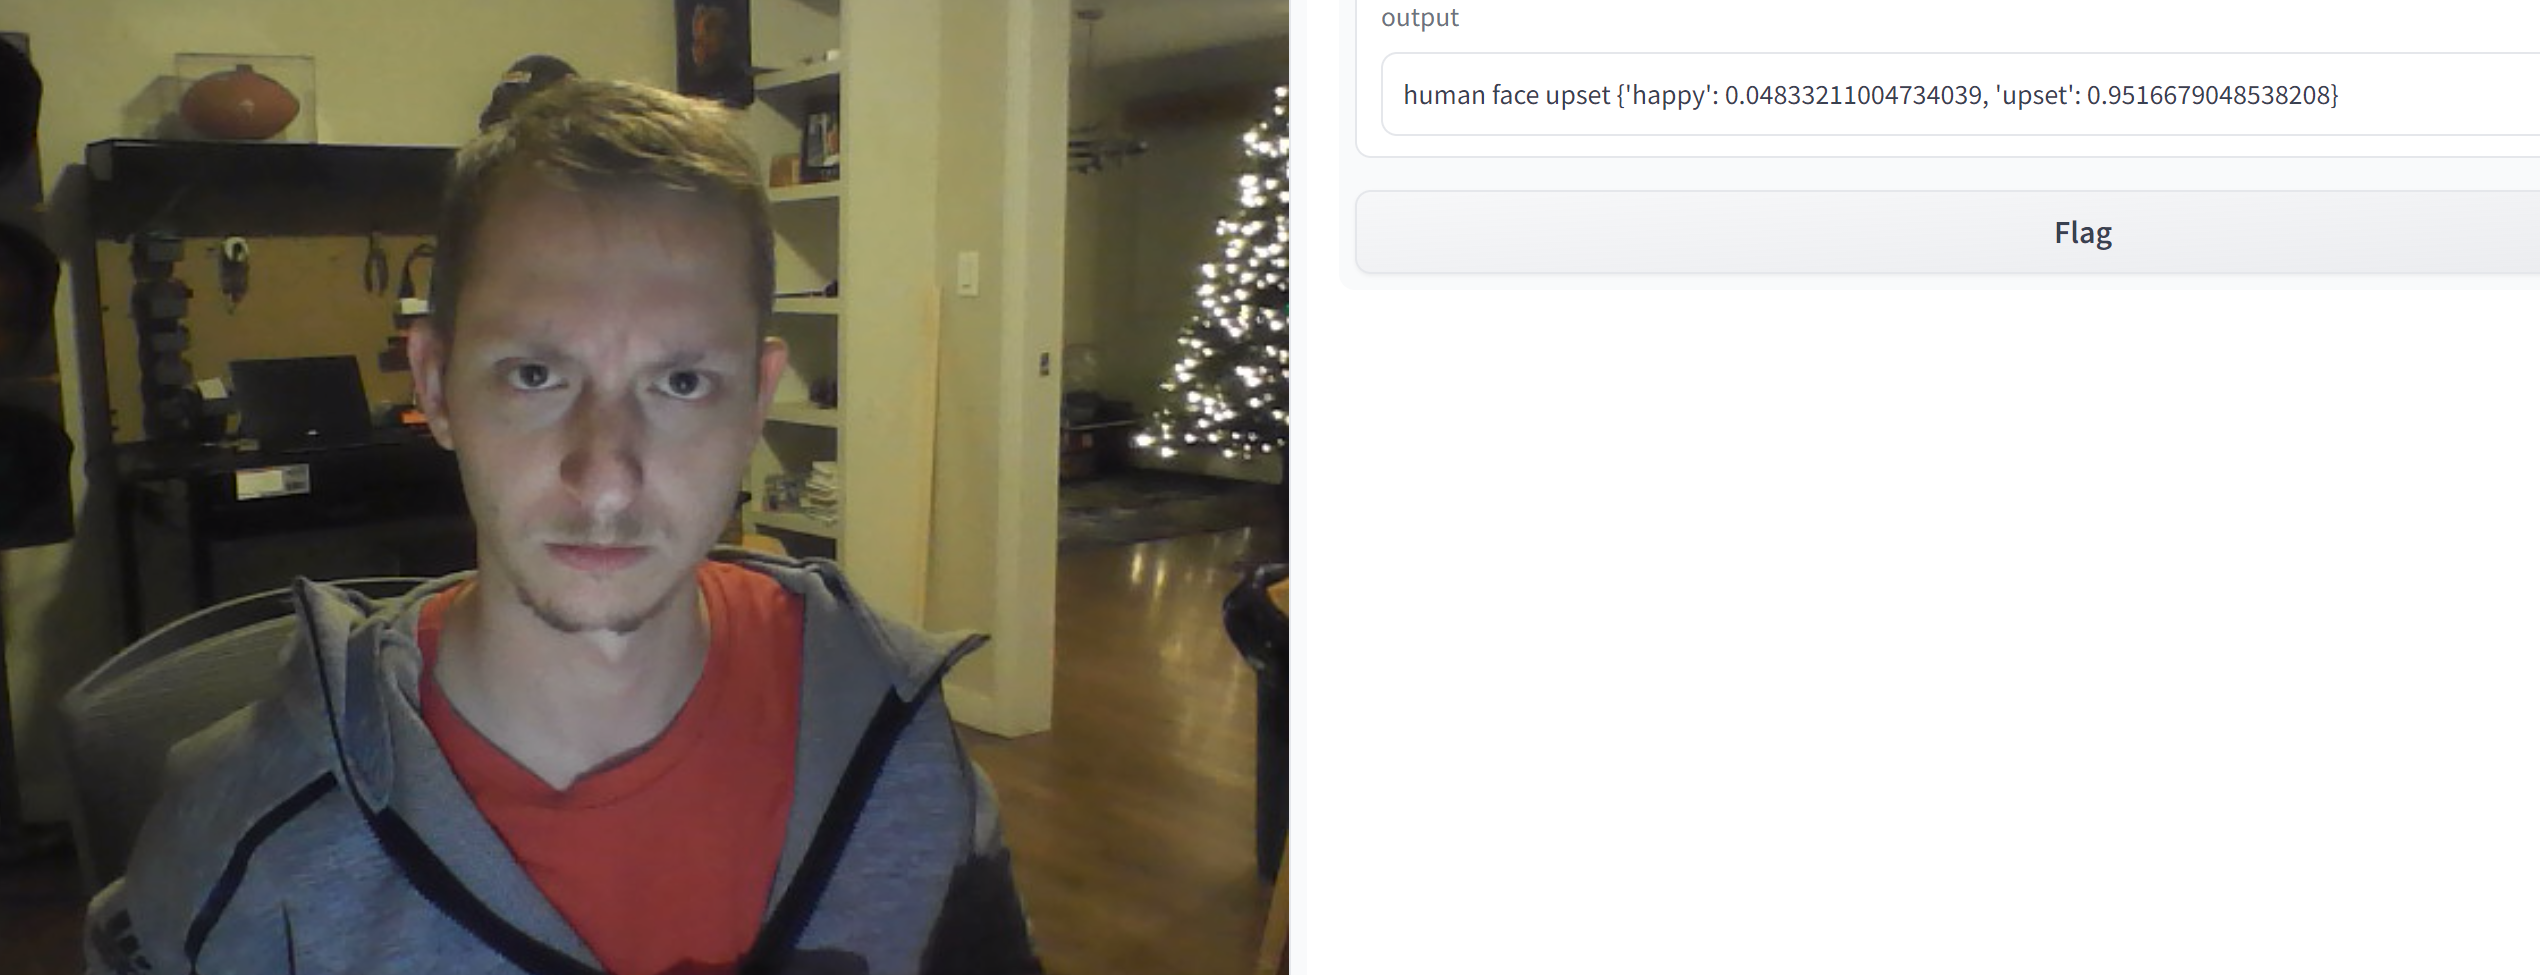 output
human face upset {'happy': 0.04833211004734039, 'upset': 0.9516679048538208}
Flag